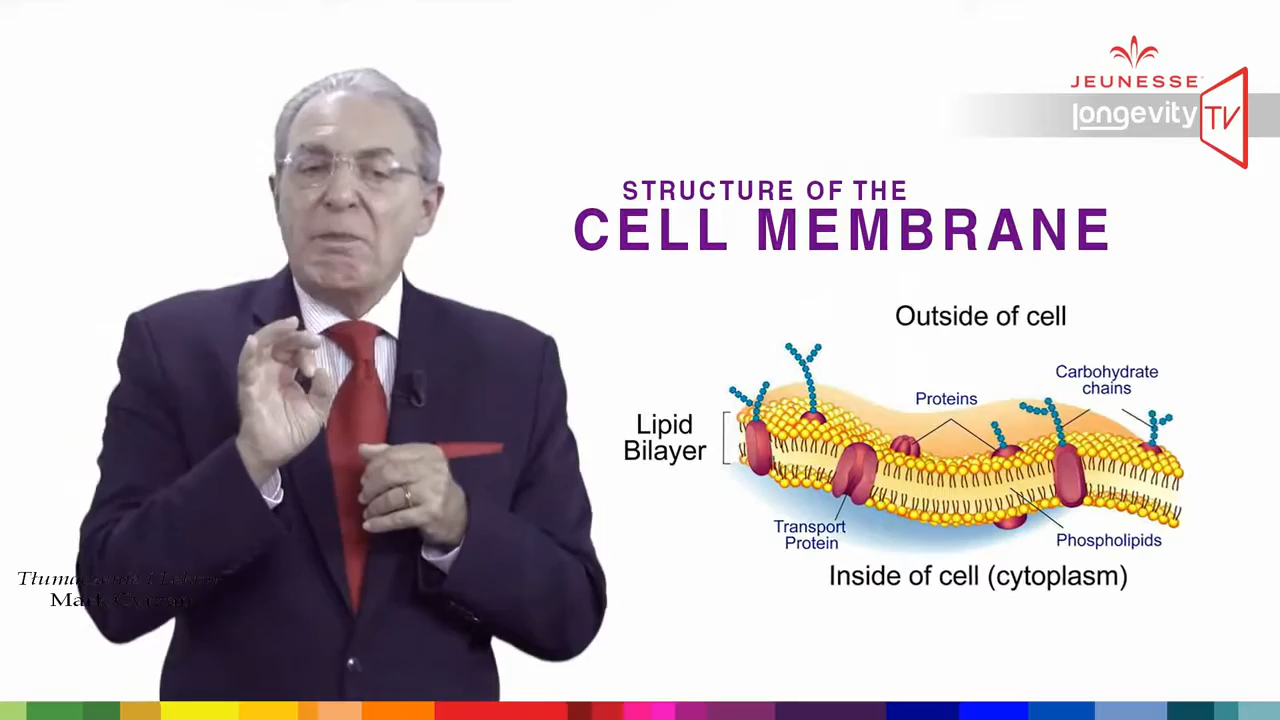 JEUNESSE
longevity TV
STRUCTURE OF THE
CELL MEMBRANE
Outside of cell
Carbohydrate
chains
Proteins
Lipid
Bilayer
Transport
Protein
Phospholipids
Inside of cell (cytoplasm)